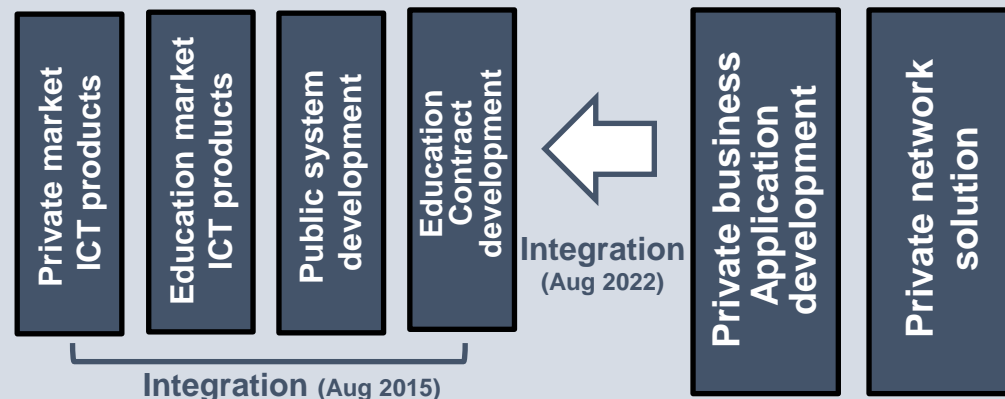 Private market
ICT products
Education market
ICT products
Public system
development
Education
Contract
development
Integration
(Aug 2022)
Private business
Application
development
Private network
solution
Integration (Aug 2015)